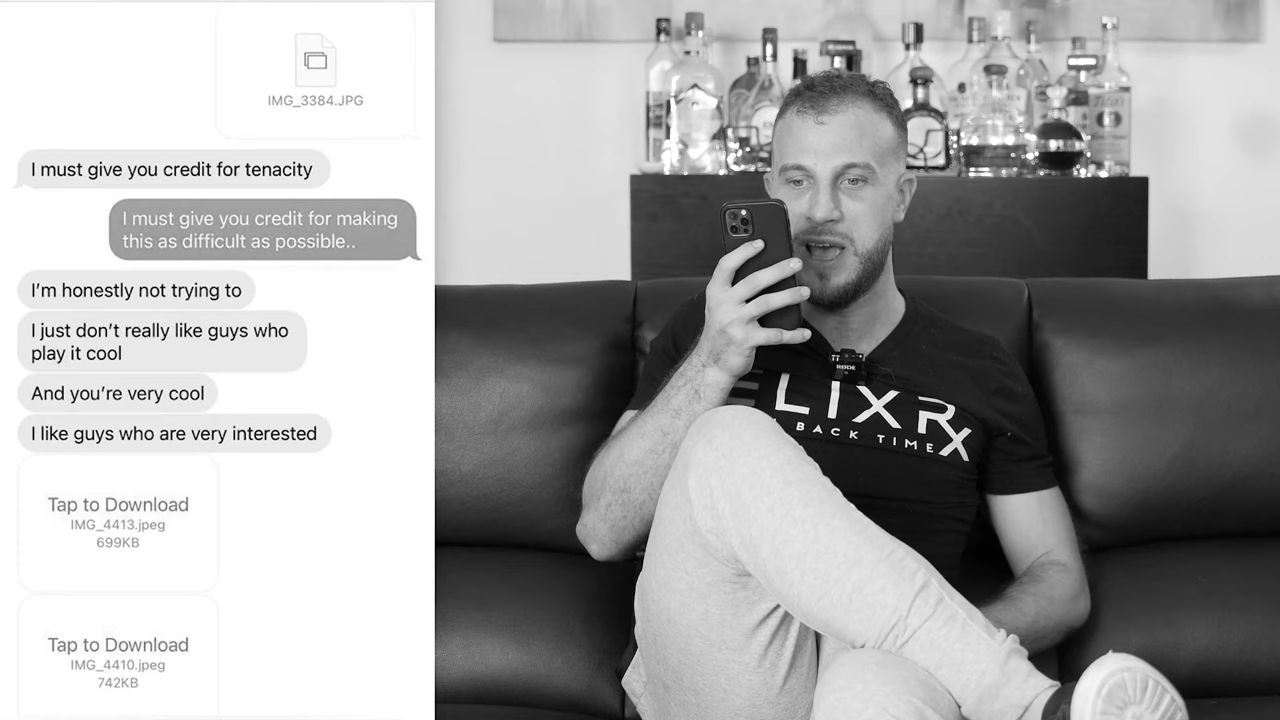 IMG_3384.JPG
I must give you credit for tenacity
I must give you credit for making
this as difficult as possible..
I'm honestly not trying to
I just don't really like guys who
play it cool
And you're very cool
I like guys who are very interested
Tap to Download
IMG_4413.jpeg
699KB
Tap to Download
IMG_4410.jpeg
742KB
RØDE
ELIXRX
BACK TIME